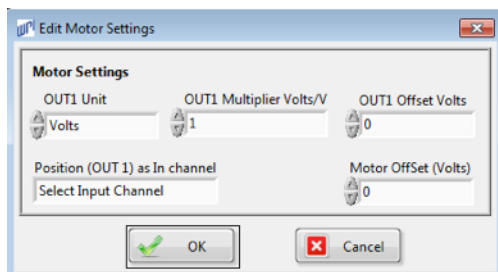 WPI Edit Motor Settings
Motor Settings
OUT1 Unit OUT1 Multiplier Volts/V OUT1 Offset Volts
Volts 1 0
Position (OUT 1) as In channel Motor OffSet (Volts)
Select Input Channel 0
OK Cancel